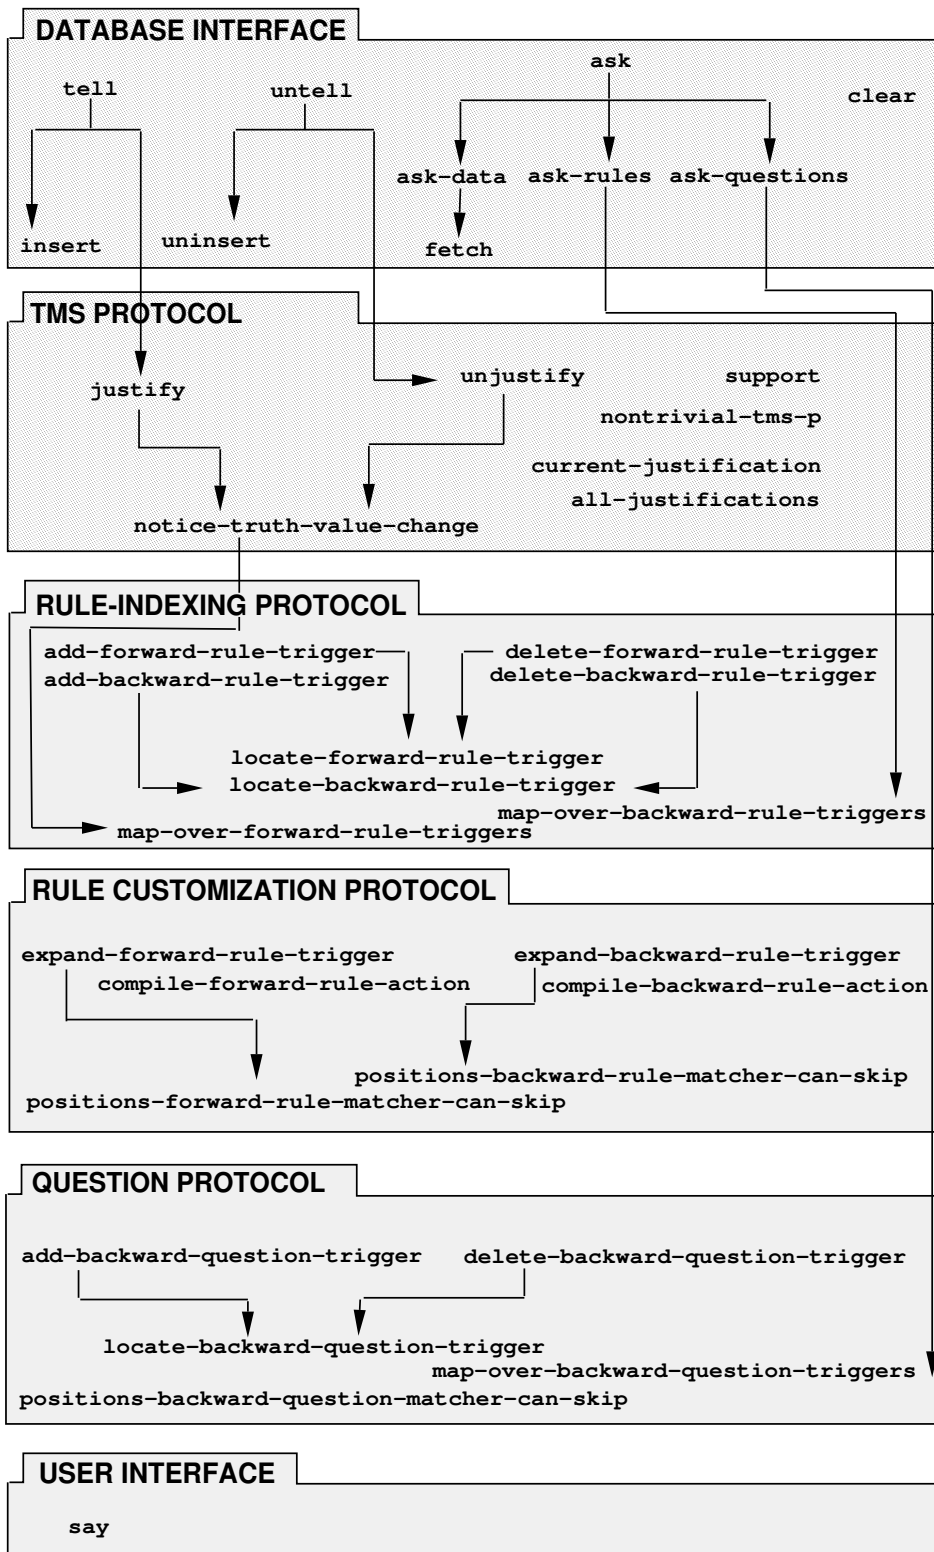 DATABASE INTERFACE
ask
tell untell clear
ask-data ask-rules ask-questions
insert uninsert fetch
TMS PROTOCOL
justify unjustify support
nontrivial-tms-p
current-justification
all-justifications
notice-truth-value-change
RULE-INDEXING PROTOCOL
add-forward-rule-trigger delete-forward-rule-trigger
add-backward-rule-trigger delete-backward-rule-trigger
locate-forward-rule-trigger
locate-backward-rule-trigger
map-over-backward-rule-triggers
map-over-forward-rule-triggers
RULE CUSTOMIZATION PROTOCOL
expand-forward-rule-trigger expand-backward-rule-trigger
compile-forward-rule-action compile-backward-rule-action
positions-backward-rule-matcher-can-skip
positions-forward-rule-matcher-can-skip
QUESTION PROTOCOL
add-backward-question-trigger delete-backward-question-trigger
locate-backward-question-trigger
map-over-backward-question-triggers
positions-backward-question-matcher-can-skip
USER INTERFACE
say